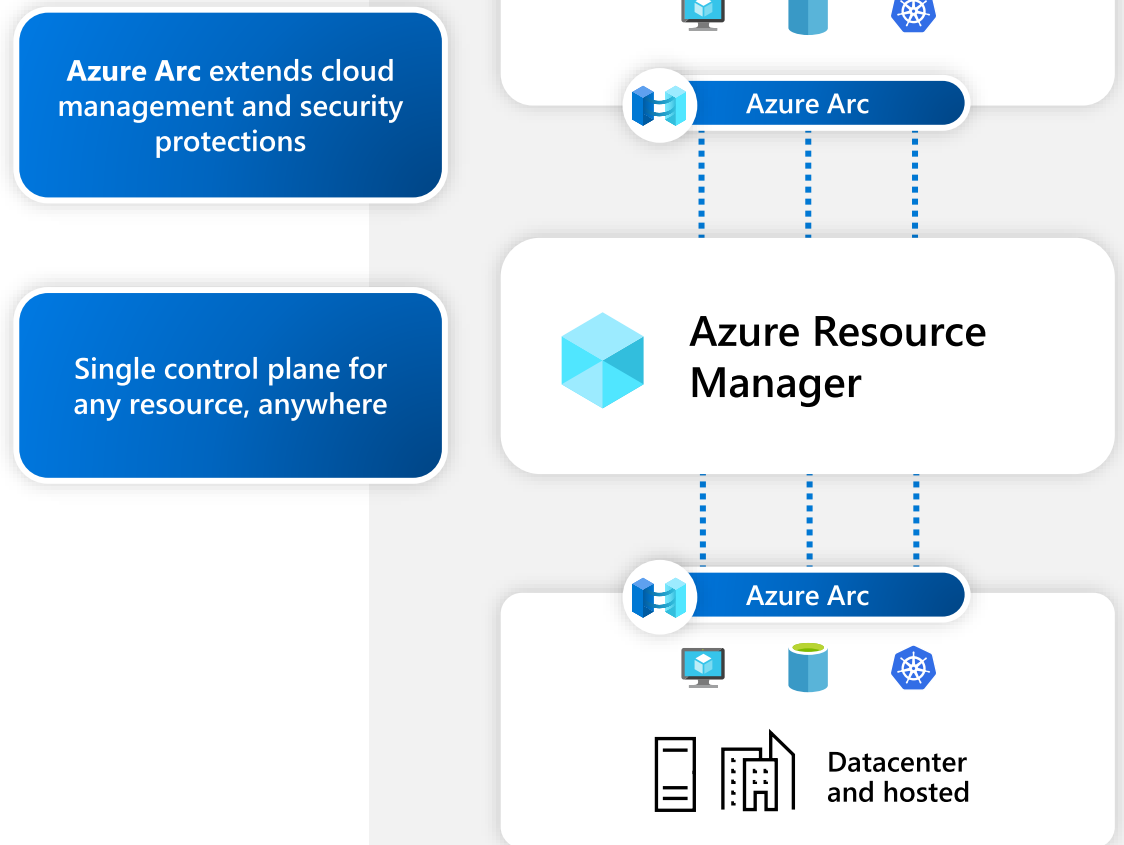 Azure Arc extends cloud
management and security
protections
Azure Arc
Single control plane for
any resource, anywhere
Azure Resource
Manager
Azure Arc
Datacenter
and hosted